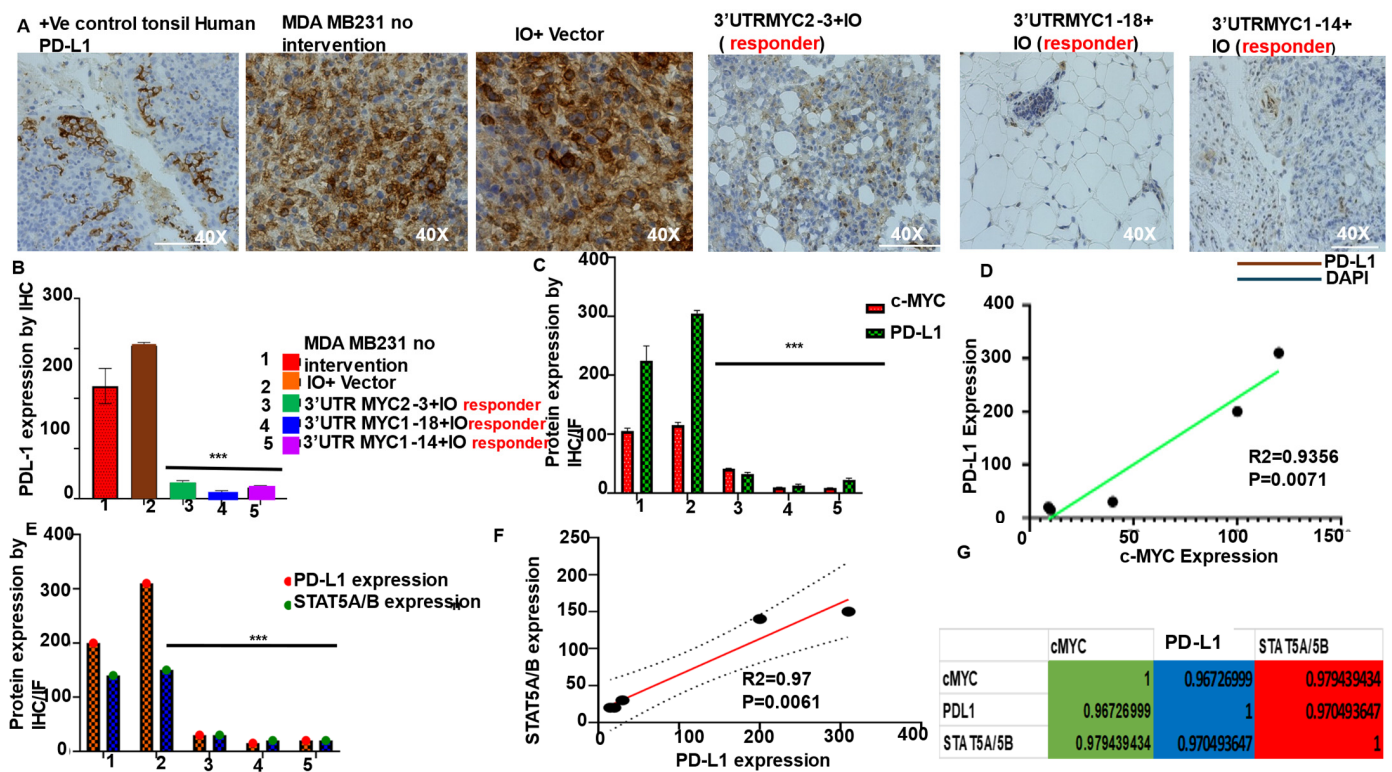 A
+Ve control tonsil Human
PD-L1
MDA MB231 no
intervention
IO+ Vector
3’UTRMYC2-3+IO
( responder)
3’UTRMYC1-18+
IO (responder)
3’UTRMYC1-14+
IO (responder)
40X
40X
40X
40X
40X
40X
PD-L1
DAPI
B
PDL-1 expression by IHC
300
200
100
0
1
2
3
4
5
***
1 MDA MB231 no
intervention
2 IO+ Vector
3 3’UTR MYC2-3+IO responder
4 3’UTR MYC1-18+IOresponder
5 3’UTR MYC1-14+IO responder
C
Protein expression by
IHC/IF
400
300
200
100
0
1
2
3
4
5
***
c-MYC
PD-L1
D
PD-L1 Expression
400
300
200
100
0
0
50
100
150
c-MYC Expression
R2=0.9356
P=0.0071
E
Protein expression by
IHC/IF
400
300
200
100
0
1
2
3
4
5
***
PD-L1 expression
STAT5A/B expression
F
STAT5A/B expression
250
200
150
100
50
0
0
100
200
300
400
PD-L1 expression
R2=0.97
P=0.0061
G
cMYC PD-L1 STAT5A/5B
cMYC 1 0.96726999 0.979439434
PDL1 0.96726999 1 0.970493647
STAT5A/5B 0.979439434 0.970493647 1